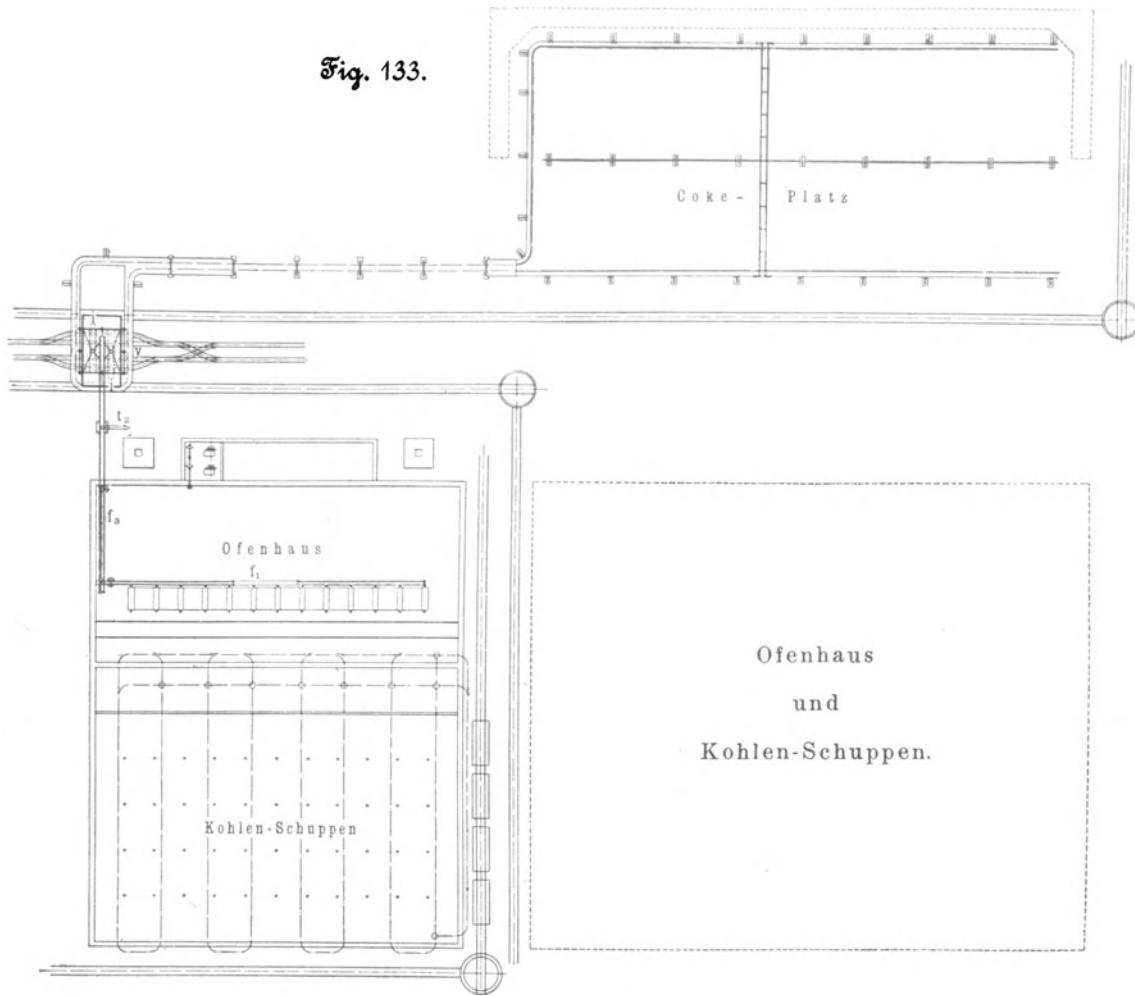 Fig. 133.
Coke-Platz
y
t₂
f₃
Ofenhaus
f₁
Ofenhaus
und
Kohlen-Schuppen.
Kohlen-Schuppen